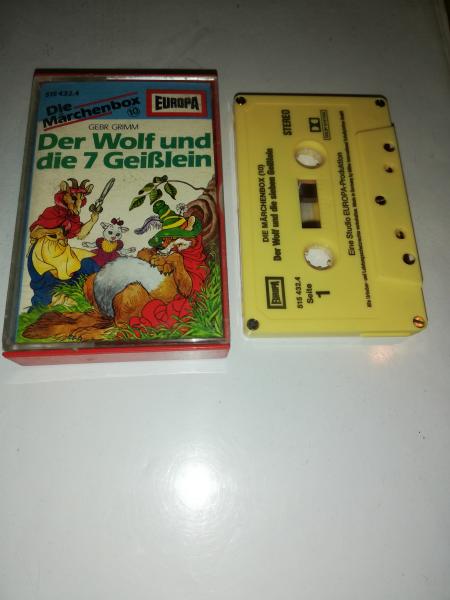 515 432.4
Die
Märchenbox
10
EUROPA
GEBR. GRIMM
Der Wolf und
die 7 Geißlein
DIE MÄRCHENBOX (10)
Der Wolf und die sieben Geißlein
STEREO
EUROPA
515 432.4
Seite
1
Eine Studio EUROPA-Produktion